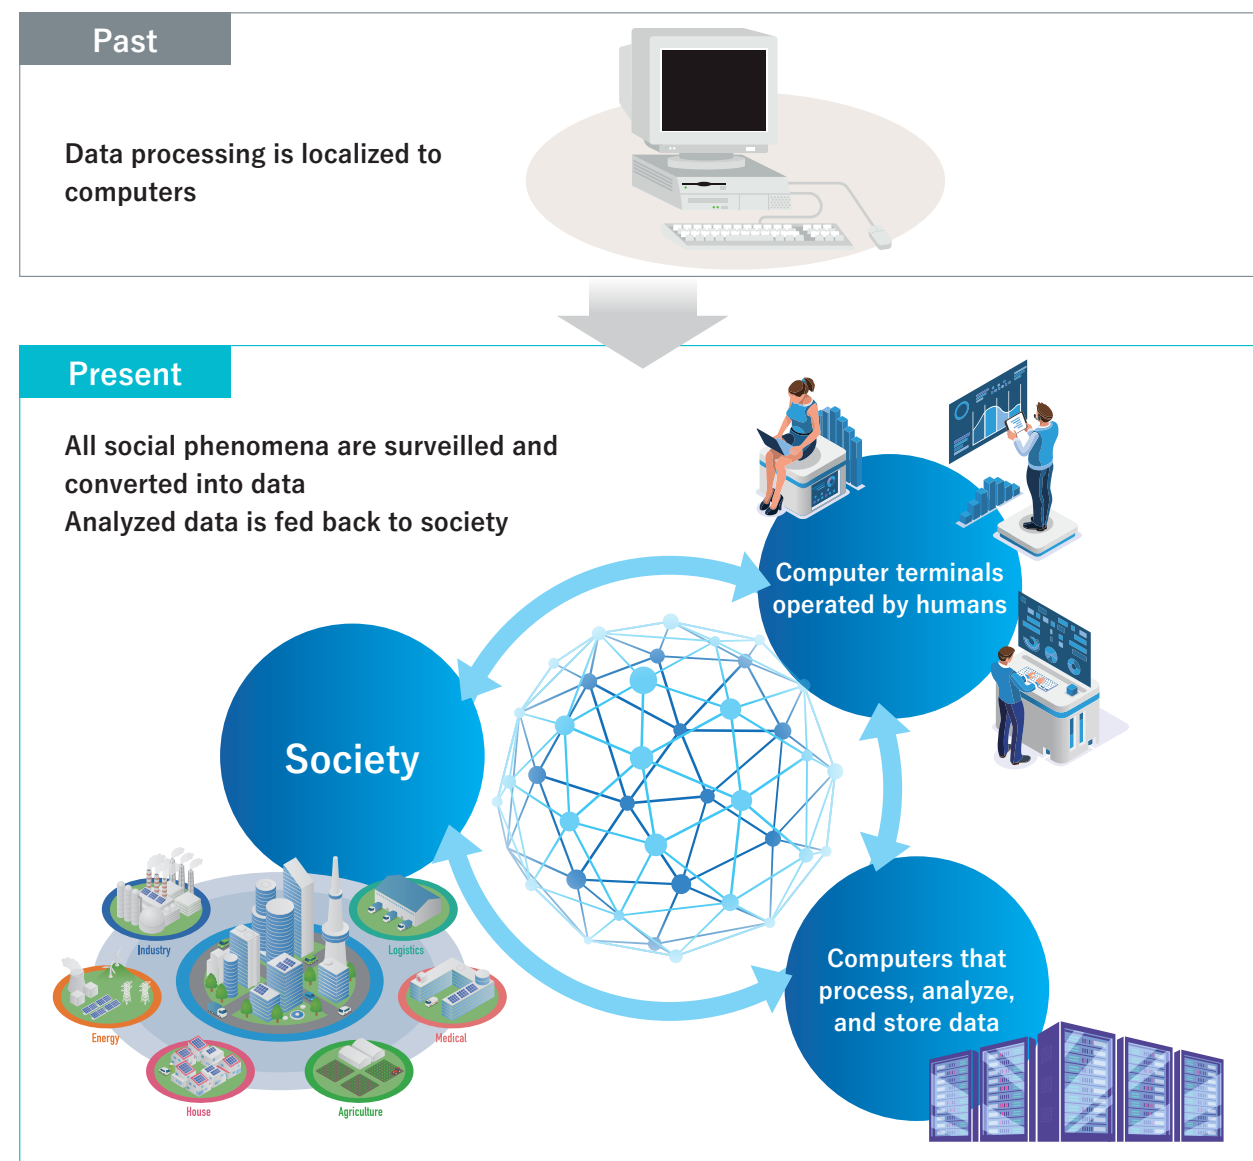 Past
Data processing is localized to
computers
Present
All social phenomena are surveilled and
converted into data
Analyzed data is fed back to society
Computer terminals
operated by humans
Society
Industry
Logistics
Energy
Medical
House
Agriculture
Computers that
process, analyze,
and store data